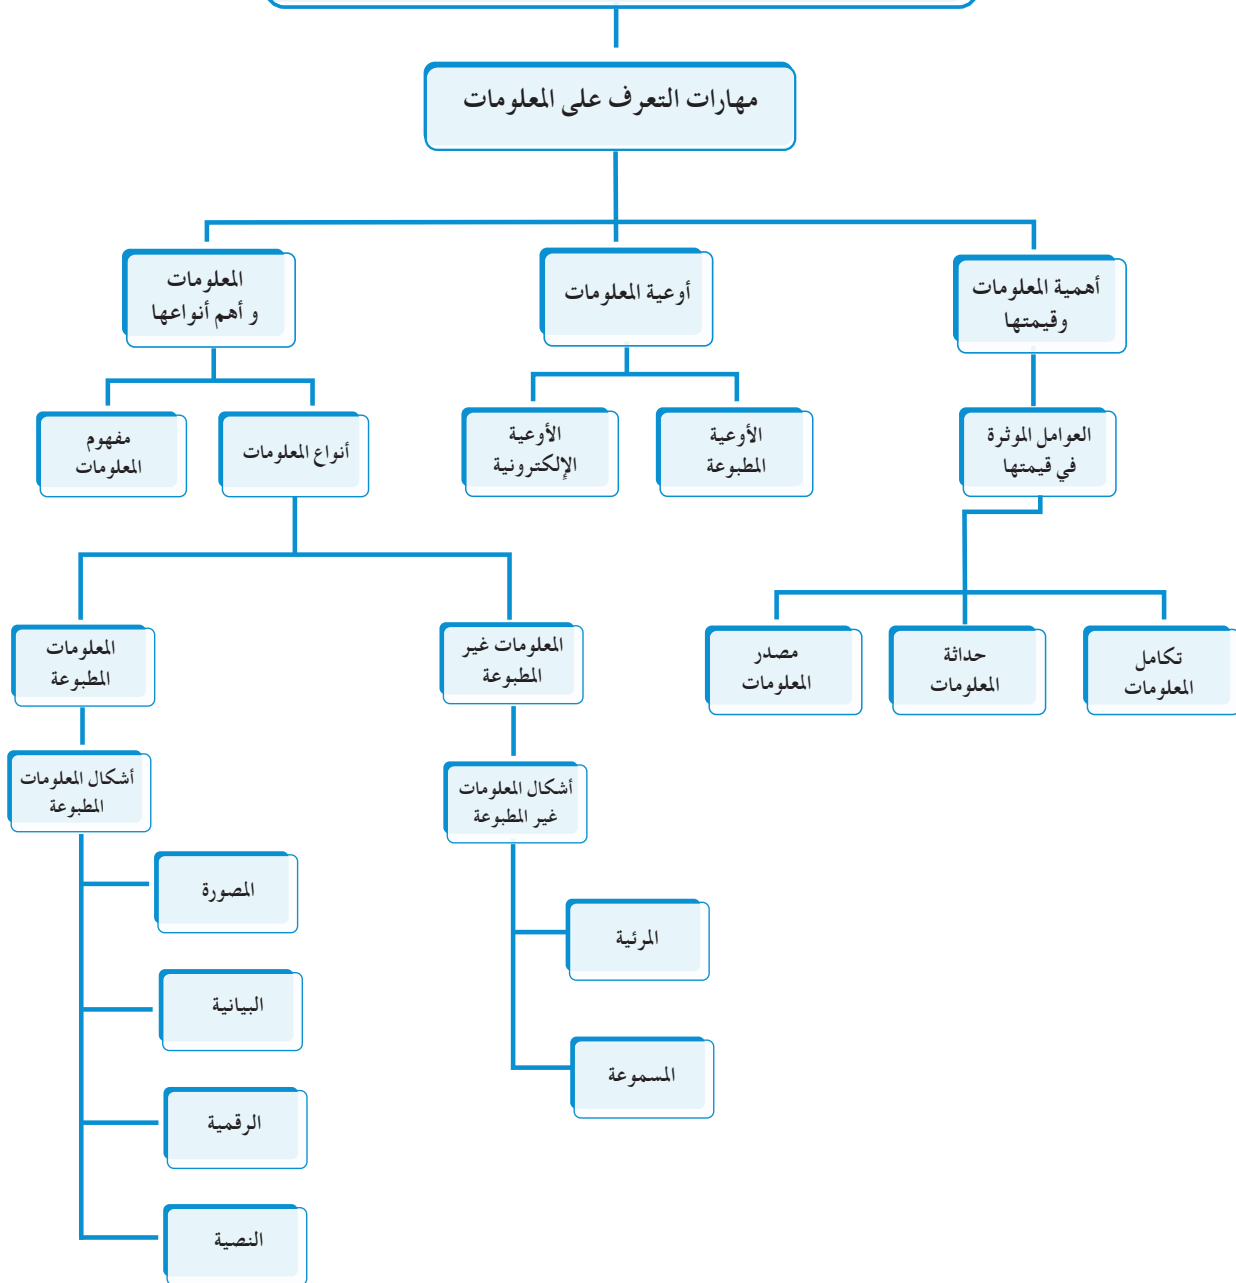 مهارات التعرف على المعلومات
أهمية المعلومات
وقيمتها
أوعية المعلومات
المعلومات
و أهم أنواعها
العوامل الموثرة
في قيمتها
الأوعية
المطبوعة
الأوعية
الإلكترونية
أنواع المعلومات
مفهوم
المعلومات
تكامل
المعلومات
حداثة
المعلومات
مصدر
المعلومات
المعلومات غير
المطبوعة
المعلومات
المطبوعة
أشكال المعلومات
غير المطبوعة
أشكال المعلومات
المطبوعة
المرئية
المسموعة
المصورة
البيانية
الرقمية
النصية